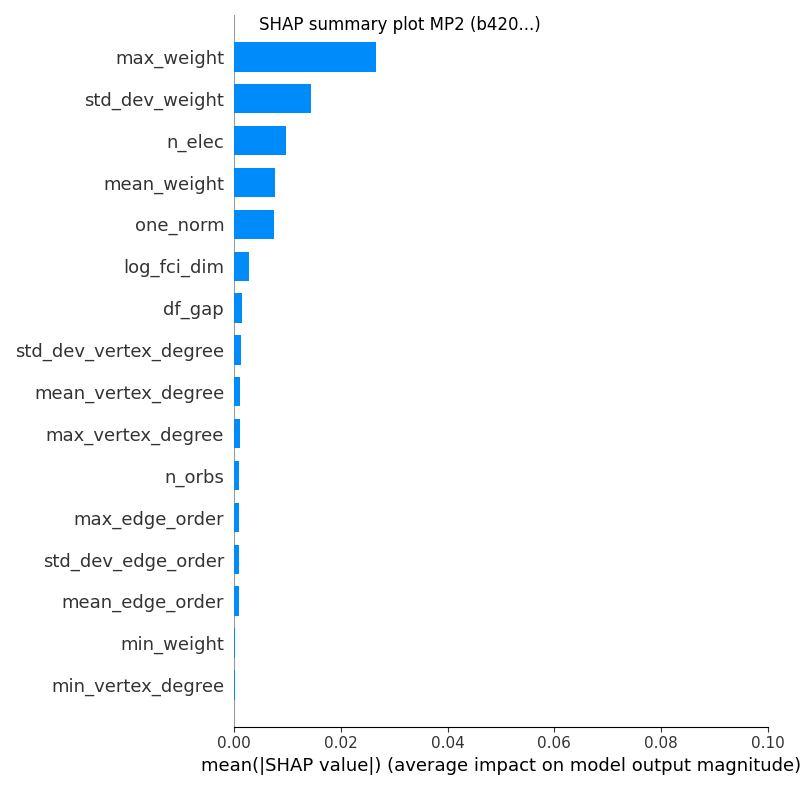 SHAP summary plot MP2 (b420...)
max_weight
std_dev_weight
n_elec
mean_weight
one_norm
log_fci_dim
df_gap
std_dev_vertex_degree
mean_vertex_degree
max_vertex_degree
n_orbs
max_edge_order
std_dev_edge_order
mean_edge_order
min_weight
min_vertex_degree
0.00 0.02 0.04 0.06 0.08 0.10
mean(|SHAP value|) (average impact on model output magnitude)